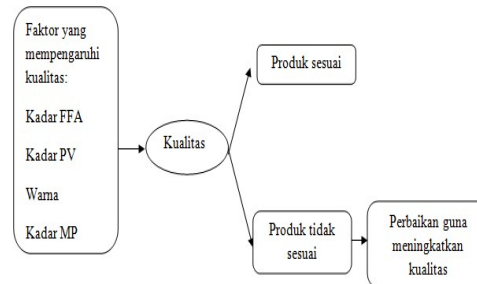 Faktor yang
mempengaruhi
kualitas:
Kadar FFA
Kadar PV
Warna
Kadar MP
Kualitas
Produk sesuai
Produk tidak
sesuai
Perbaikan guna
meningkatkan
kualitas